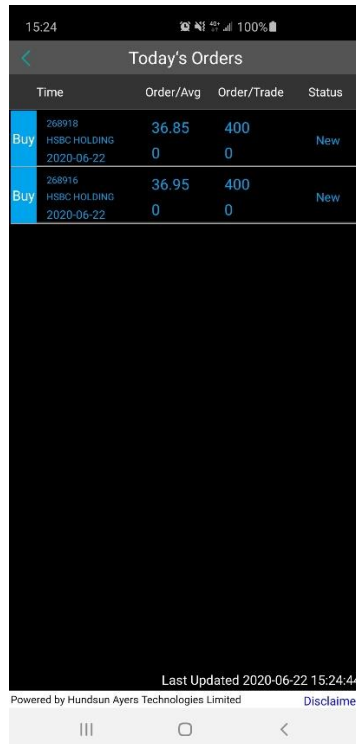 15:24 100%
Today's Orders
Time Order/Avg Order/Trade Status
268918 36.85 400
Buy HSBC HOLDING New
2020-06-22 0 0
268916 36.95 400
Buy HSBC HOLDING New
2020-06-22 0 0
Last Updated 2020-06-22 15:24:44
Powered by Hundsun Ayers Technologies Limited Disclaime